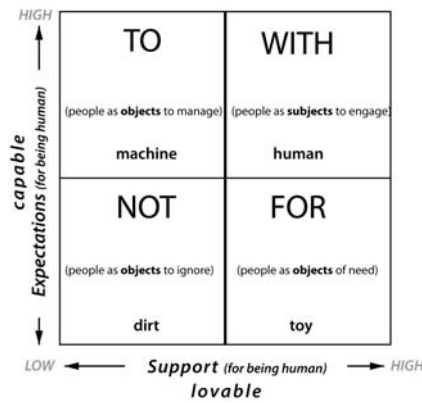 HIGH
TO
WITH
(people as objects to manage)
(people as subjects to engage)
machine
human
capable
Expectations (for being human)
NOT
FOR
(people as objects to ignore)
(people as objects of need)
dirt
toy
LOW
Support (for being human)
HIGH
lovable